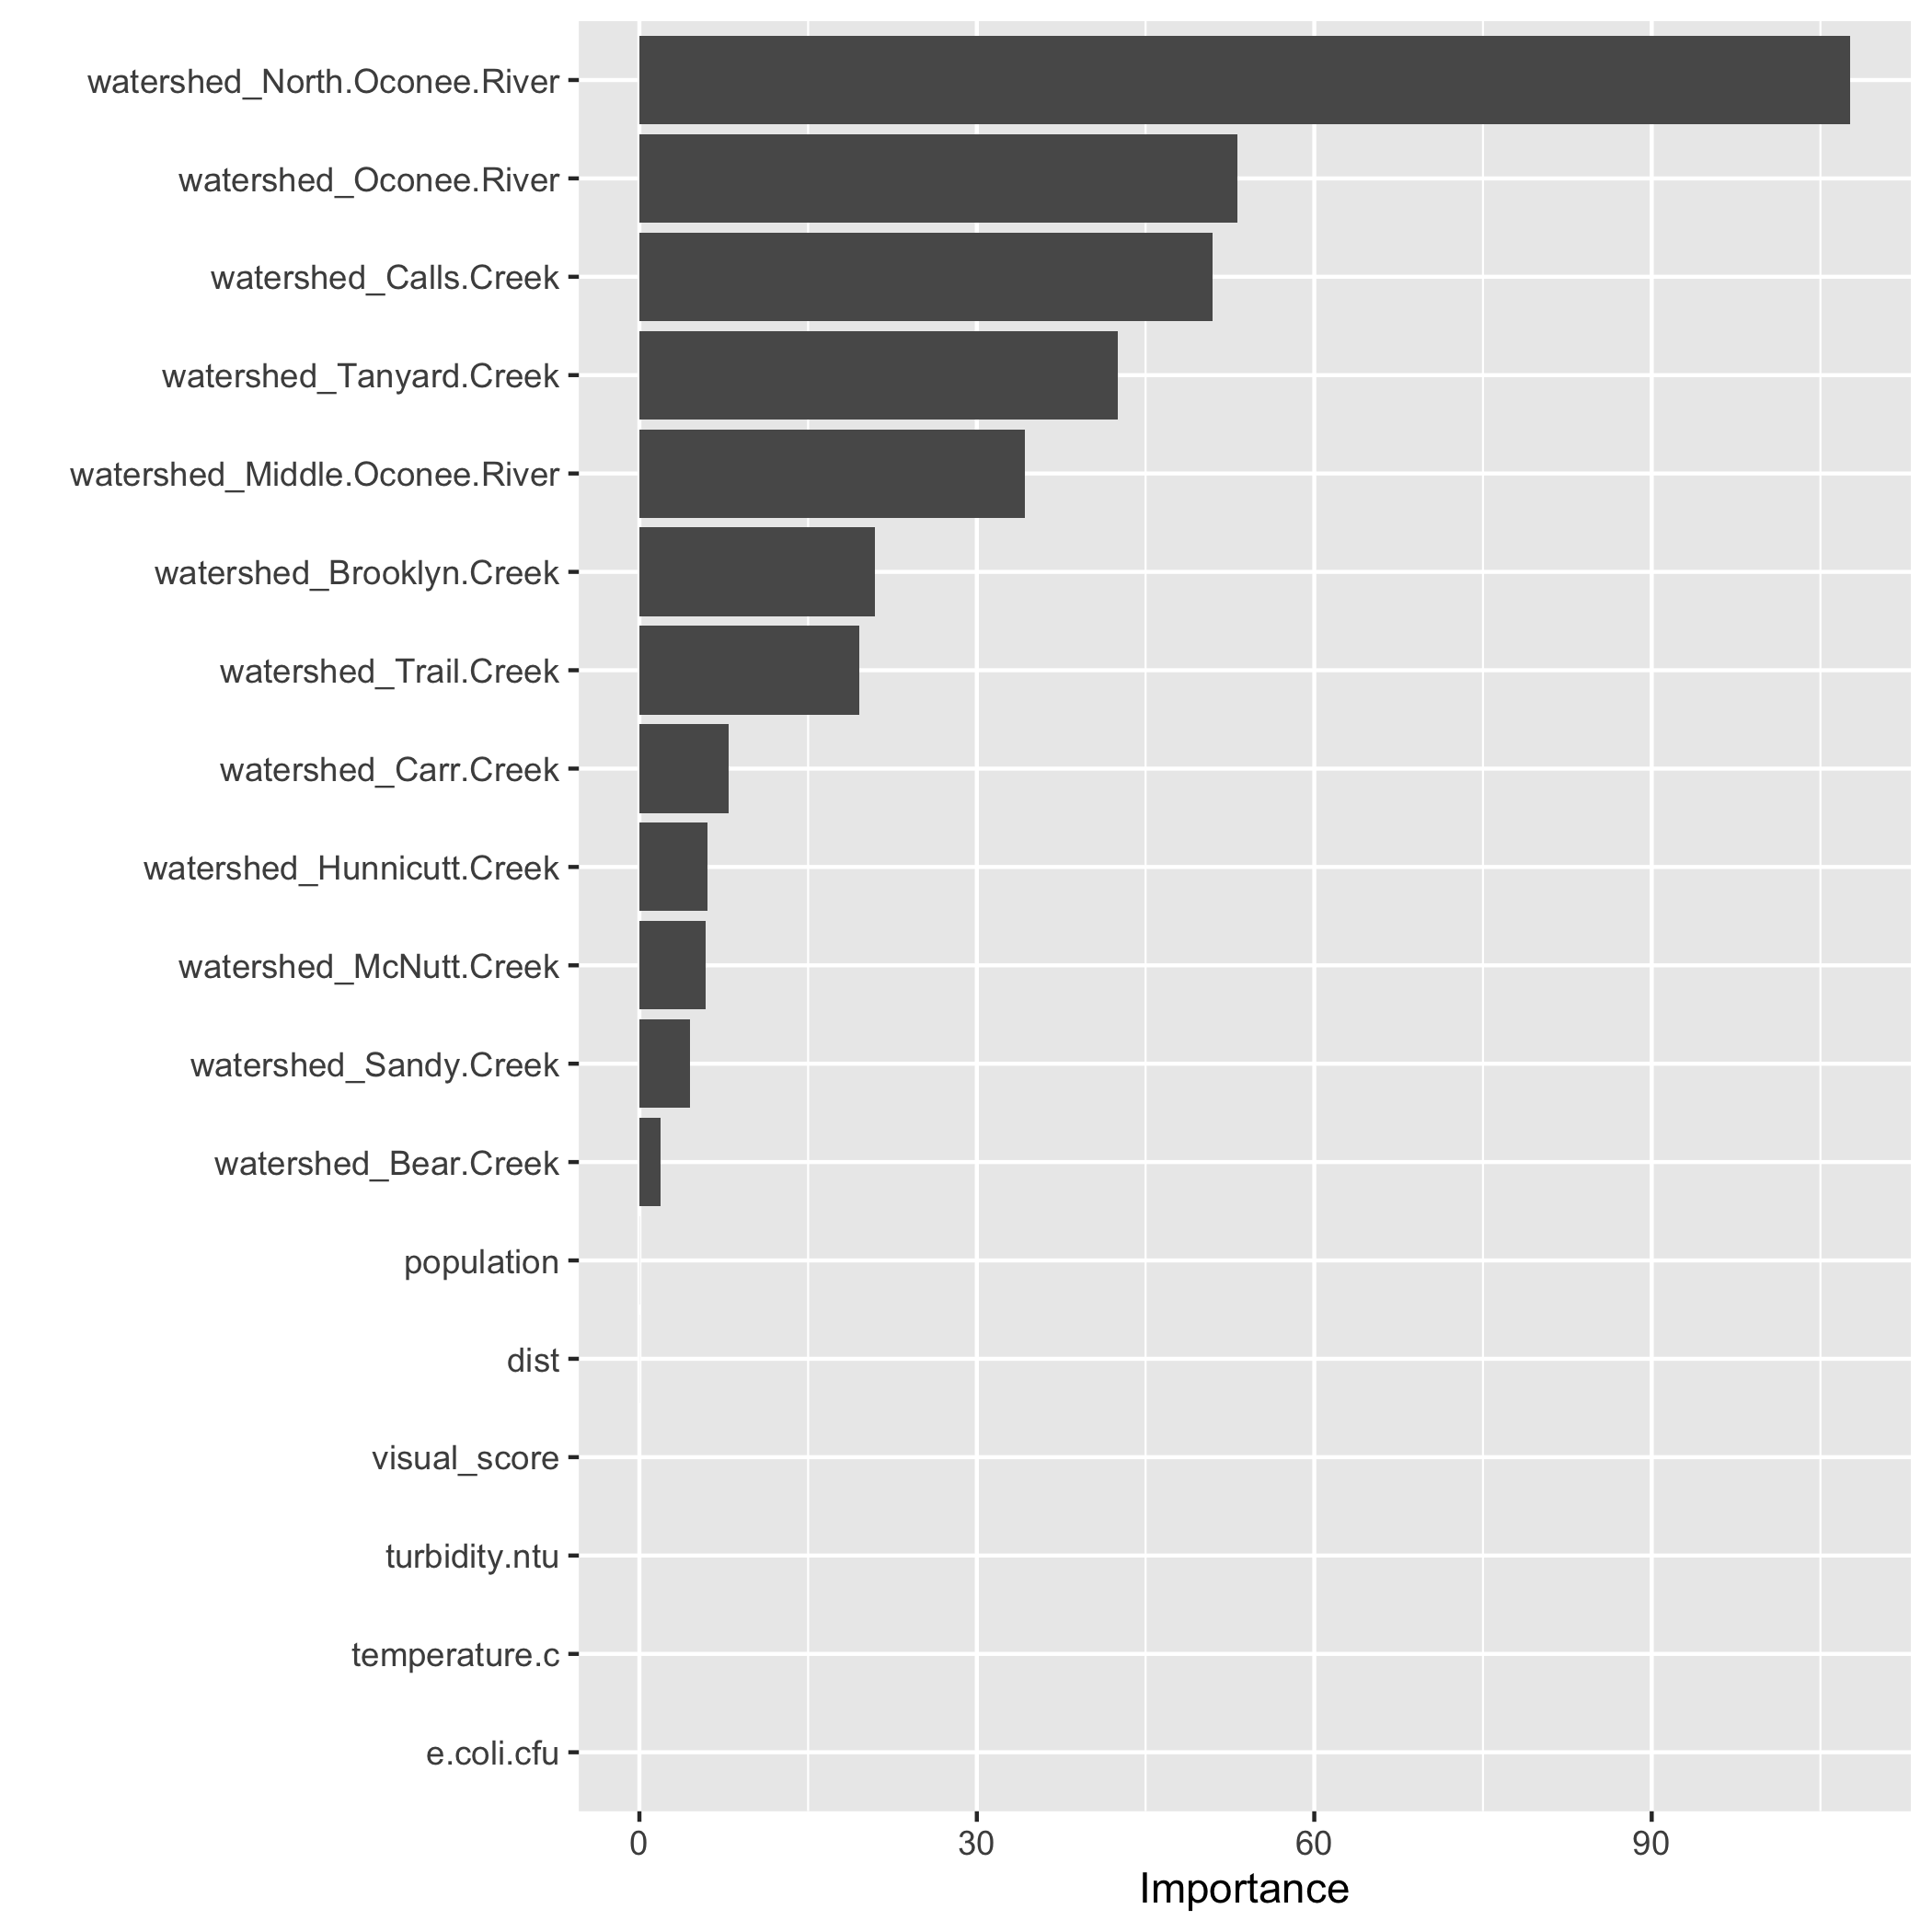 watershed_North.Oconee.River
watershed_Oconee.River
watershed_Calls.Creek
watershed_Tanyard.Creek
watershed_Middle.Oconee.River
watershed_Brooklyn.Creek
watershed_Trail.Creek
watershed_Carr.Creek
watershed_Hunnicutt.Creek
watershed_McNutt.Creek
watershed_Sandy.Creek
watershed_Bear.Creek
population
dist
visual_score
turbidity.ntu
temperature.c
e.coli.cfu
0 30 60 90
Importance